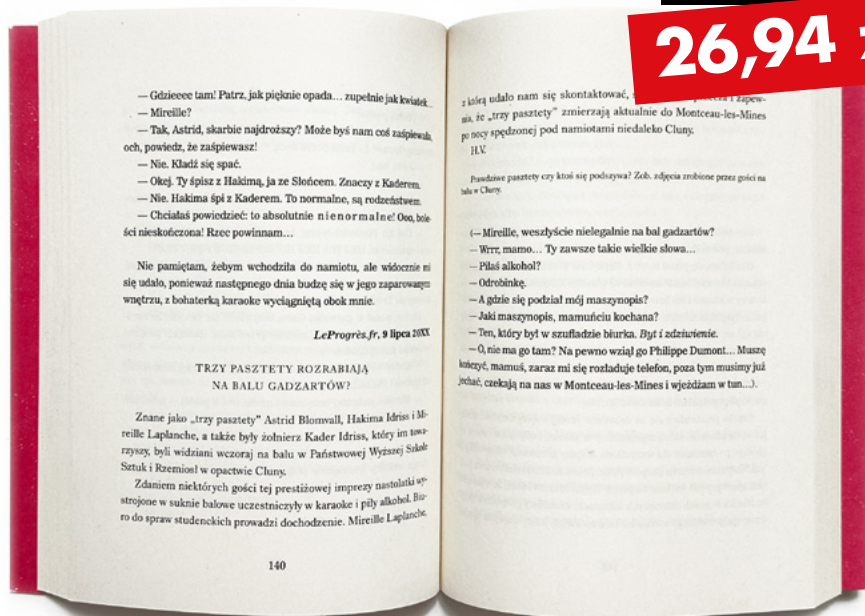 26,94
— Gdzieeee tam! Patrz, jak pięknie opada… zupełnie jak kwiatek
— Mireille?
— Tak, Astrid, skarbie najdroższy? Może byś nam coś zaśpiewała,
och, powiedz, że zaśpiewasz!
— Nie. Kładź się spać.
— Okej. Ty śpisz z Hakimą, ja ze Słońcem. Znaczy z Kaderem.
— Nie. Hakima śpi z Kaderem. To normalne, są rodzeństwem.
— Chciałaś powiedzieć: to absolutnie nienormalne! Ooo, bole-
ści nieskończona! Rzec powinnam…
Nie pamiętam, żebym wchodziła do namiotu, ale widocznie mi
się udało, ponieważ następnego dnia budzę się w jego zaparowanym
wnętrzu, z bohaterką karaoke wyciągniętą obok mnie.
LeProgrès.fr, 9 lipca 20XX
TRZY PASZTETY ROZRABIAJĄ
NA BALU GADZARTÓW?
Znane jako „trzy pasztety” Astrid Blomvall, Hakima Idriss i Mi-
reille Laplanche, a także były żołnierz Kader Idriss, który im towa-
rzyszy, byli widziani wczoraj na balu w Państwowej Wyższej Szkole
Sztuk i Rzemiosł w opactwie Cluny.
Zdaniem niektórych gości tej prestiżowej imprezy nastolatki wy-
strojone w suknie balowe uczestniczyły w karaoke i piły alkohol. Biu-
ro do spraw studenckich prowadzi dochodzenie. Mireille Laplanche,
140
z którą udało nam się skontaktować, i zapew-
nia, że „trzy pasztety” zmierzają aktualnie do Montceau-les-Mines
po nocy spędzonej pod namiotami niedaleko Cluny.
H.V.
Prawdziwe pasztety czy ktoś się podszywa? Zob. zdjęcia zrobione przez gości na
balu w Cluny.
(— Mireille, weszłyście nielegalnie na bal gadzartów?
— Wrrr, mamo… Ty zawsze takie wielkie słowa…
— Piłaś alkohol?
— Odrobinkę.
— A gdzie się podział mój maszynopis?
— Jaki maszynopis, mamuńciu kochana?
— Ten, który był w szufladzie biurka. Byt i zdziwienie.
— O, nie ma go tam? Na pewno wziął go Philippe Dumont… Muszę
kończyć, mamuś, zaraz mi się rozładuje telefon, poza tym musimy już
jechać, czekają na nas w Montceau-les-Mines i wjeżdżam w tun...).